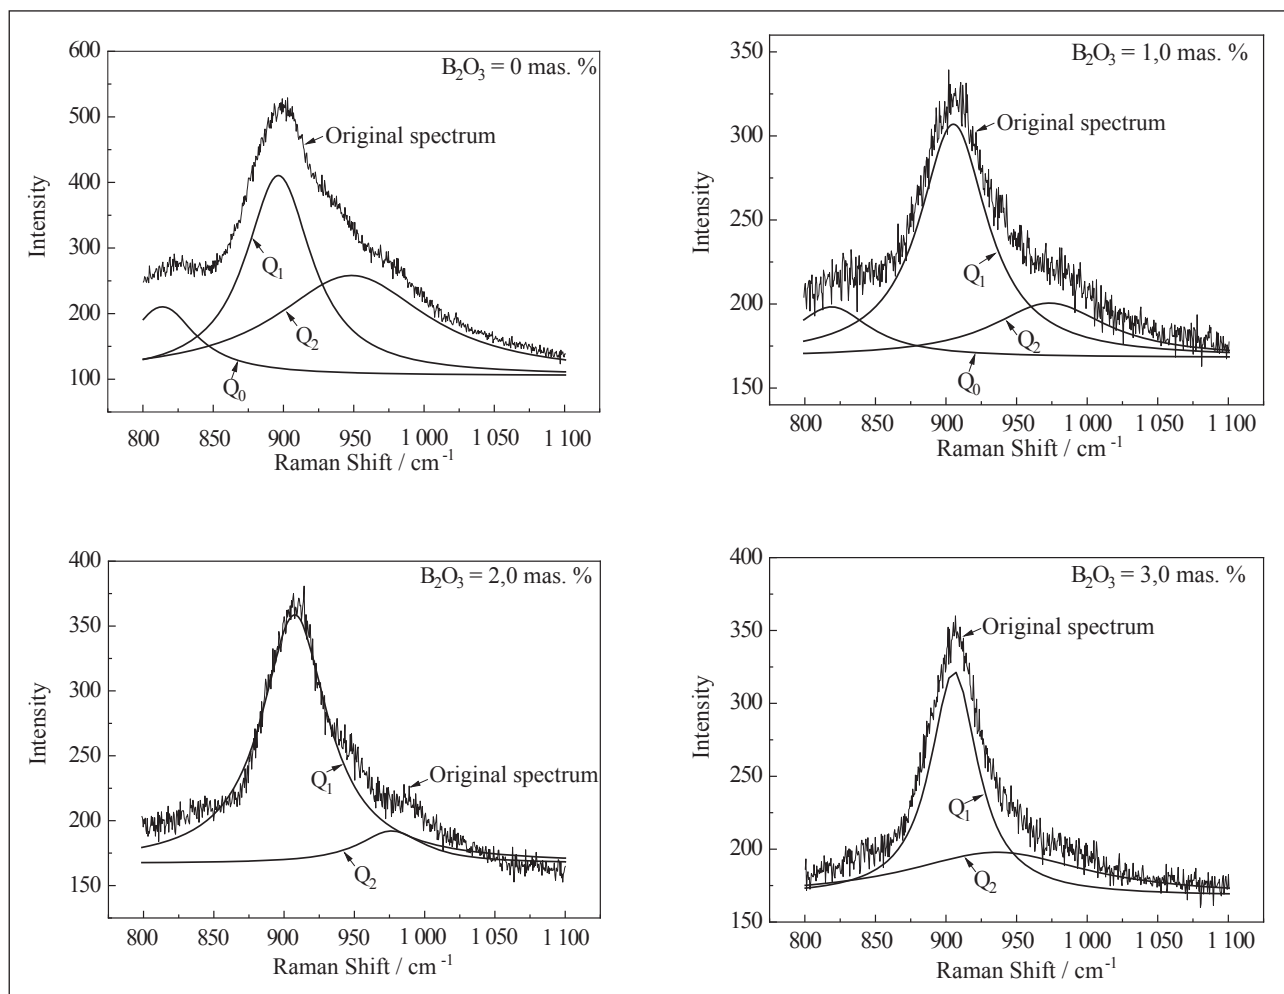 B₂O₃ = 0 mas. %
600
500
400
300
200
100
Intensity
Original spectrum
Q₁
Q₂
Q₀
800 850 900 950 1 000 1 050 1 100
Raman Shift / cm⁻¹
B₂O₃ = 1,0 mas. %
350
300
250
200
150
Intensity
Original spectrum
Q₁
Q₂
Q₀
800 850 900 950 1 000 1 050 1 100
Raman Shift / cm⁻¹
B₂O₃ = 2,0 mas. %
400
350
300
250
200
150
Intensity
Q₁
Original spectrum
Q₂
800 850 900 950 1 000 1 050 1 100
Raman Shift / cm⁻¹
B₂O₃ = 3,0 mas. %
400
350
300
250
200
150
Intensity
Original spectrum
Q₁
Q₂
800 850 900 950 1 000 1 050 1 100
Raman Shift / cm⁻¹